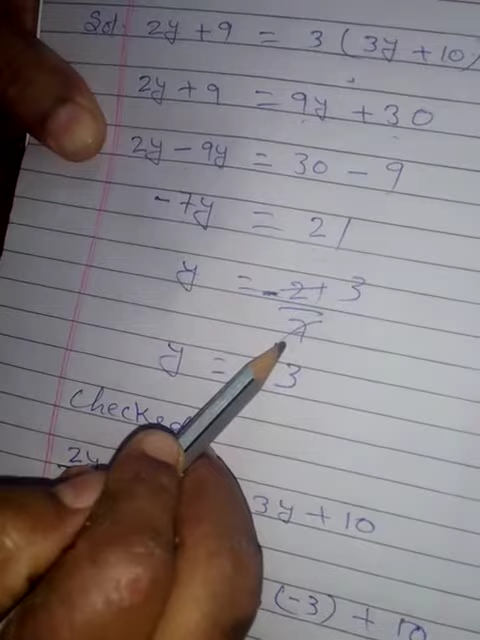 Sol. 2y + 9 = 3 ( 3y + 10)
2y + 9 = 9y + 30
2y - 9y = 30 - 9
-7y = 21
y = -21 3
7
y = 3
checked
2y 3y + 10
(-3) + 10